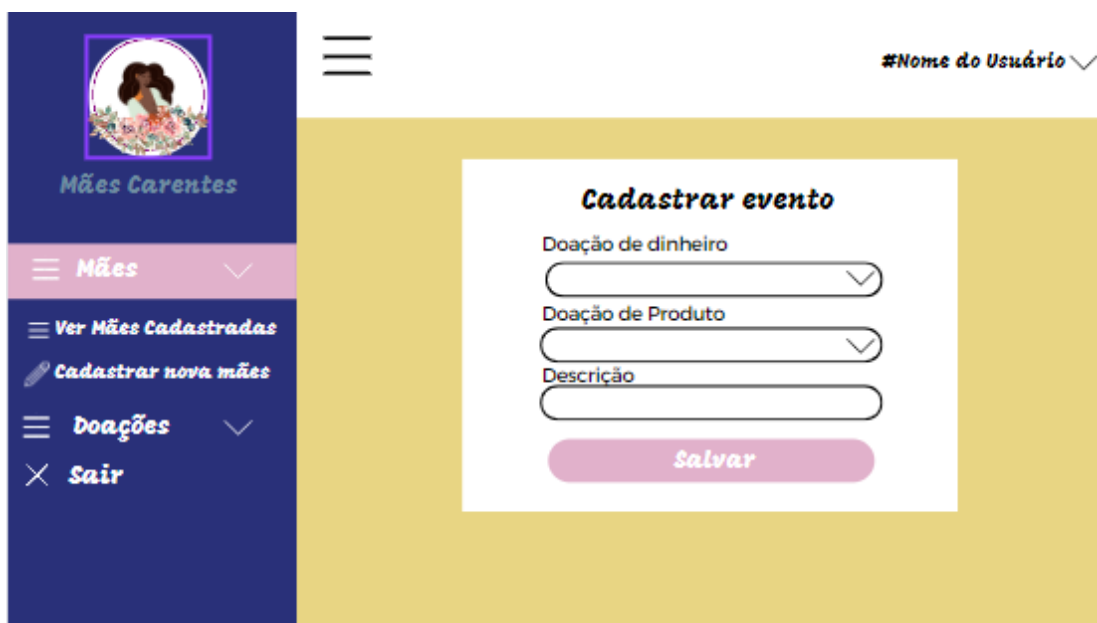 Mães Carentes
Mães
Ver Mães Cadastradas
Cadastrar nova mães
Doações
Sair
#Nome do Usuário
Cadastrar evento
Doação de dinheiro
Doação de Produto
Descrição
Salvar